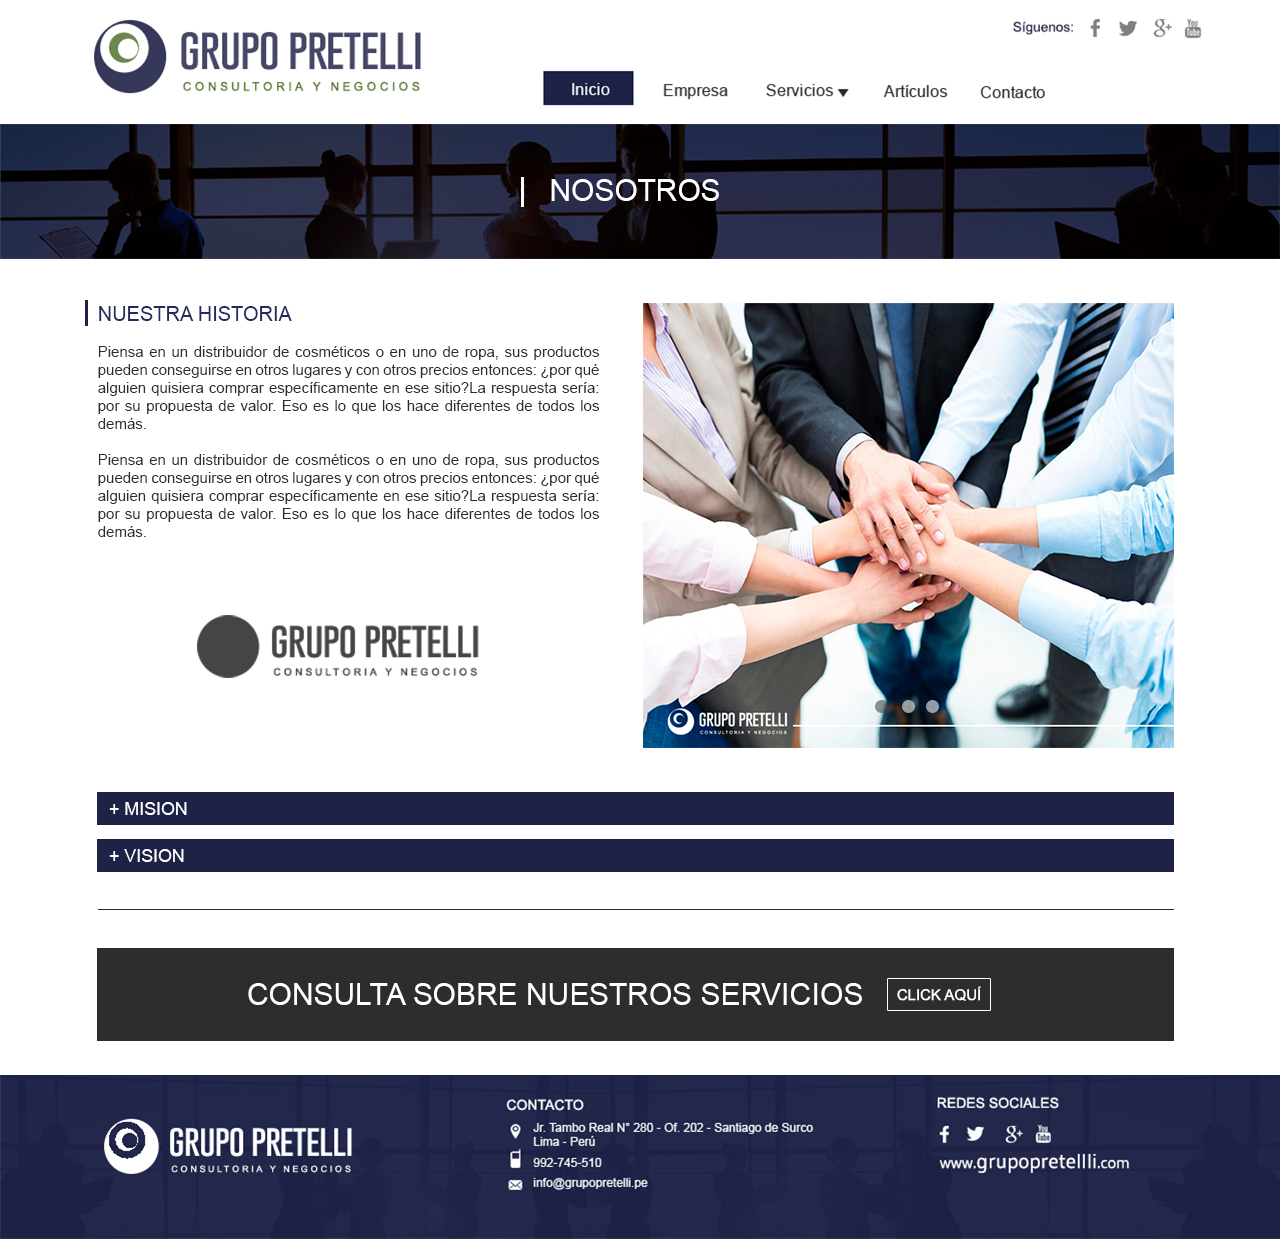 GRUPO PRETELLI
CONSULTORIA Y NEGOCIOS
Síguenos:
Inicio
Empresa
Servicios
Artículos
Contacto
NOSOTROS
NUESTRA HISTORIA
Piensa en un distribuidor de cosméticos o en uno de ropa, sus productos
pueden conseguirse en otros lugares y con otros precios entonces: ¿por qué
alguien quisiera comprar específicamente en ese sitio?La respuesta sería:
por su propuesta de valor. Eso es lo que los hace diferentes de todos los
demás.
Piensa en un distribuidor de cosméticos o en uno de ropa, sus productos
pueden conseguirse en otros lugares y con otros precios entonces: ¿por qué
alguien quisiera comprar específicamente en ese sitio?La respuesta sería:
por su propuesta de valor. Eso es lo que los hace diferentes de todos los
demás.
GRUPO PRETELLI
CONSULTORIA Y NEGOCIOS
GRUPO PRETELLI
CONSULTORIA Y NEGOCIOS
+ MISION
+ VISION
CONSULTA SOBRE NUESTROS SERVICIOS
CLICK AQUÍ
GRUPO PRETELLI
CONSULTORIA Y NEGOCIOS
CONTACTO
Jr. Tambo Real N° 280 - Of. 202 - Santiago de Surco
Lima - Perú
992-745-510
info@grupopretelli.pe
REDES SOCIALES
You Tube
www.grupopretellli.com